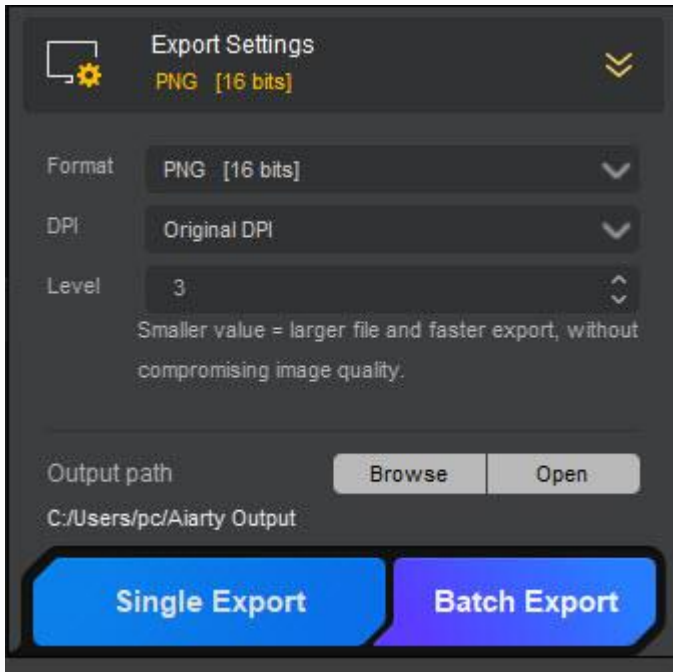 Export Settings
PNG [16 bits]
Format PNG [16 bits]
DPI Original DPI
Level 3
Smaller value = larger file and faster export, without
compromising image quality.
Output path Browse Open
C:/Users/pc/Aiarty Output
Single Export Batch Export